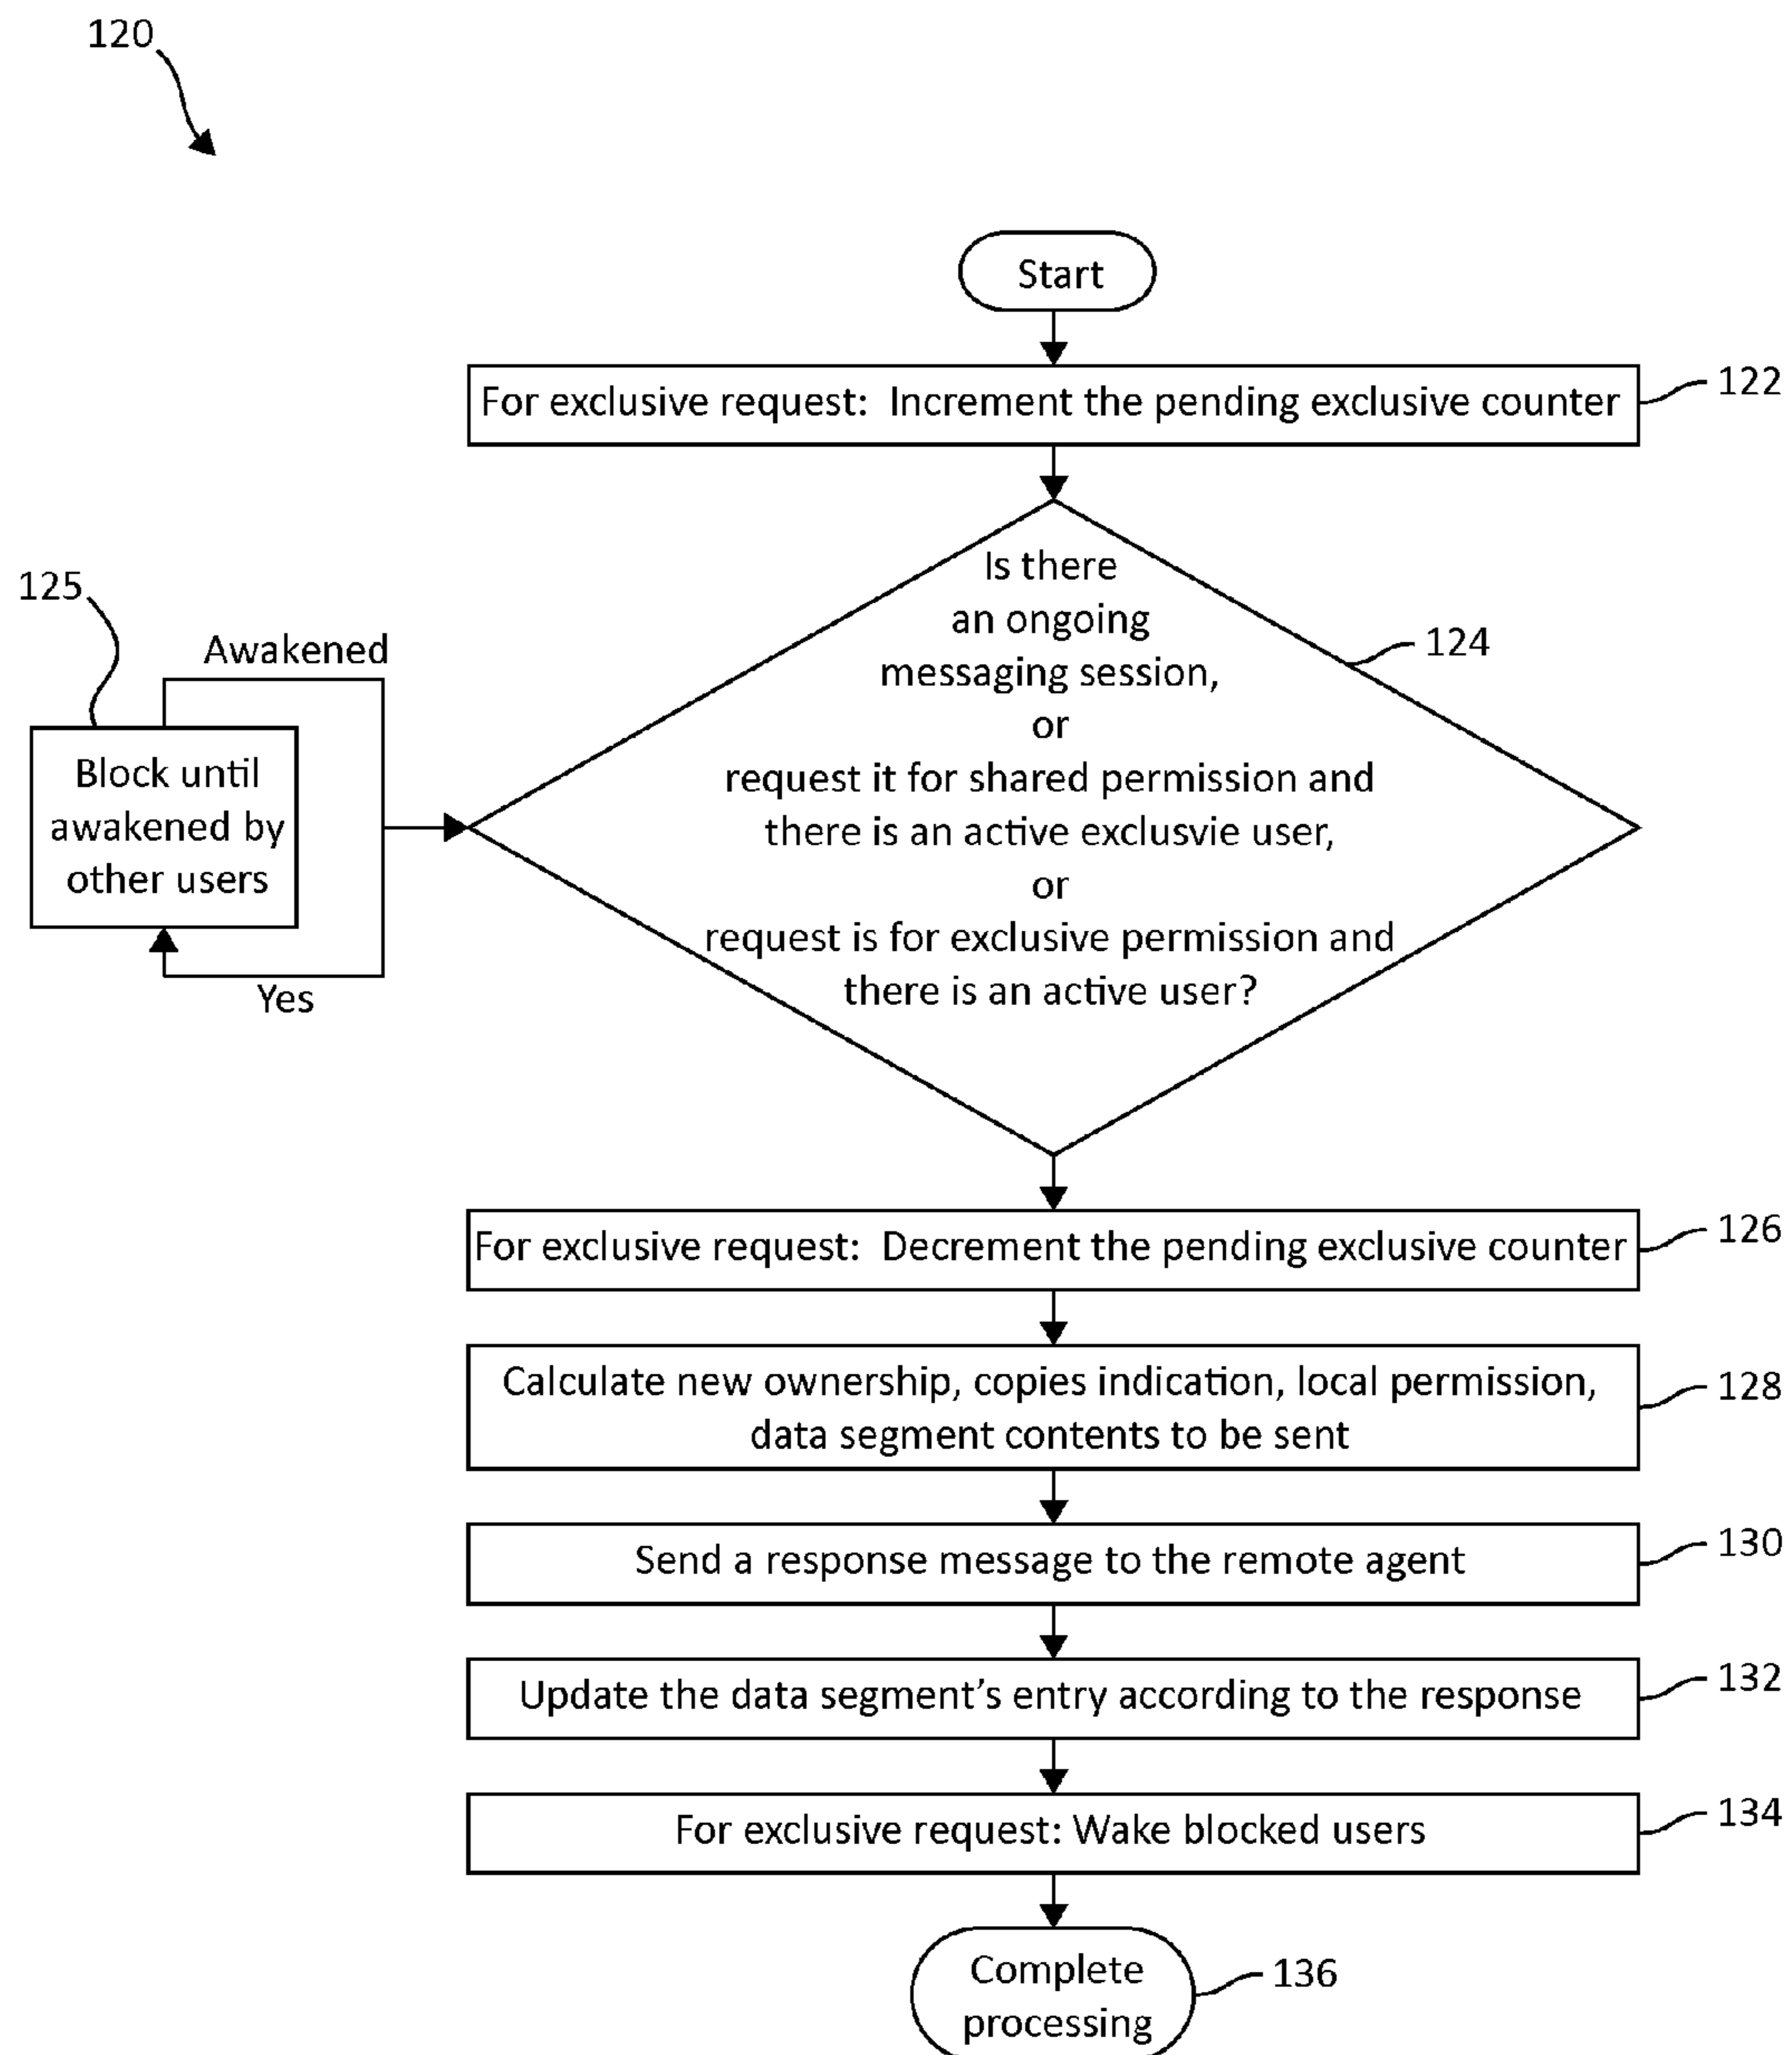 120
Start
For exclusive request: Increment the pending exclusive counter
122
Is there
an ongoing
messaging session,
or
request it for shared permission and
there is an active exclusvie user,
or
request is for exclusive permission and
there is an active user?
124
125
Awakened
Block until
awakened by
other users
Yes
For exclusive request: Decrement the pending exclusive counter
126
Calculate new ownership, copies indication, local permission,
data segment contents to be sent
128
Send a response message to the remote agent
130
Update the data segment’s entry according to the response
132
For exclusive request: Wake blocked users
134
Complete
processing
136